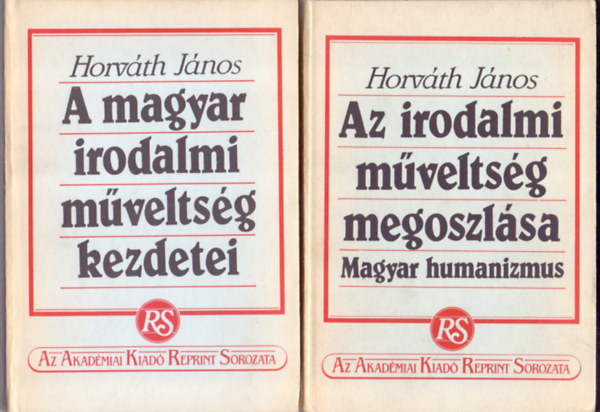 Horváth János
A magyar
irodalmi
műveltség
kezdetei
RS
AZ AKADÉMIAI KIADÓ REPRINT SOROZATA
Horváth János
Az irodalmi
műveltség
megoszlása
Magyar humanizmus
RS
AZ AKADÉMIAI KIADÓ REPRINT SOROZATA